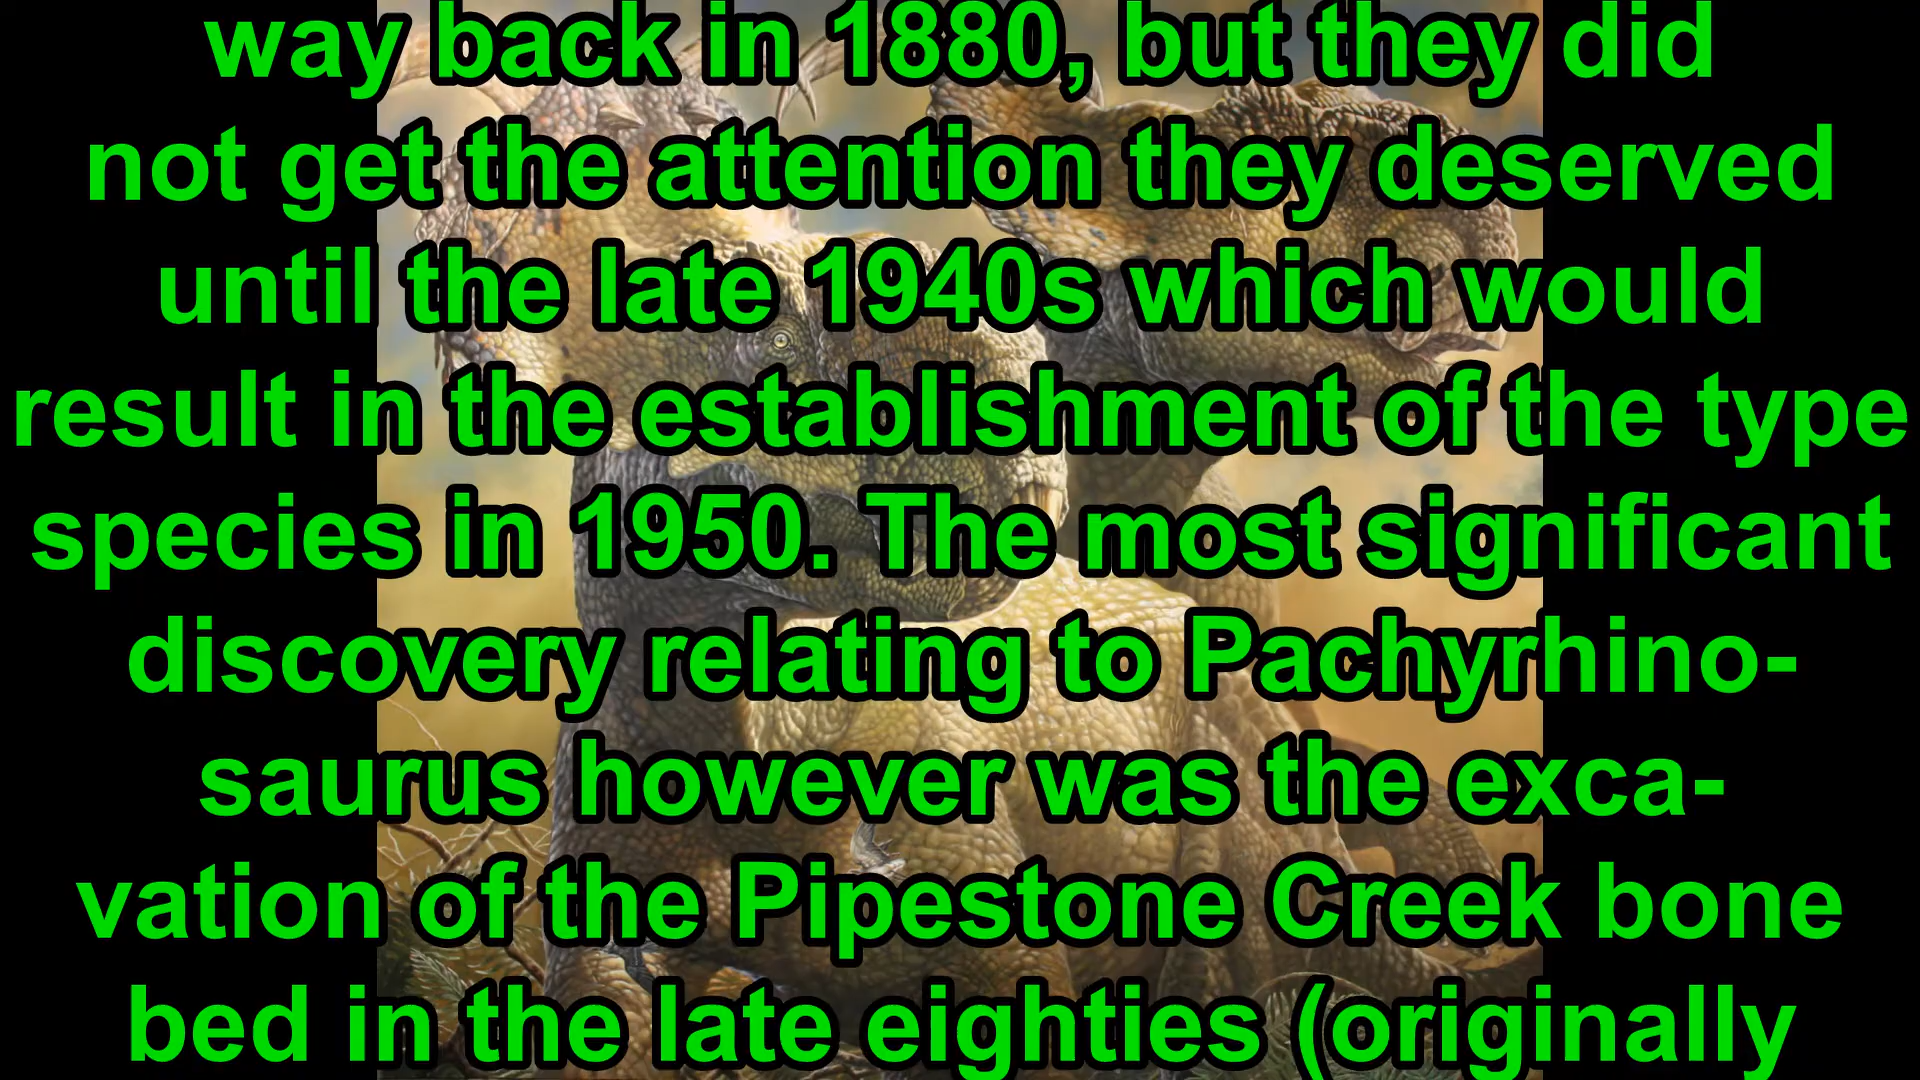 way back in 1880, but they did
not get the attention they deserved
until the late 1940s which would
result in the establishment of the type
species in 1950. The most significant
discovery relating to Pachyrhino-
saurus however was the exca-
vation of the Pipestone Creek bone
bed in the late eighties (originally